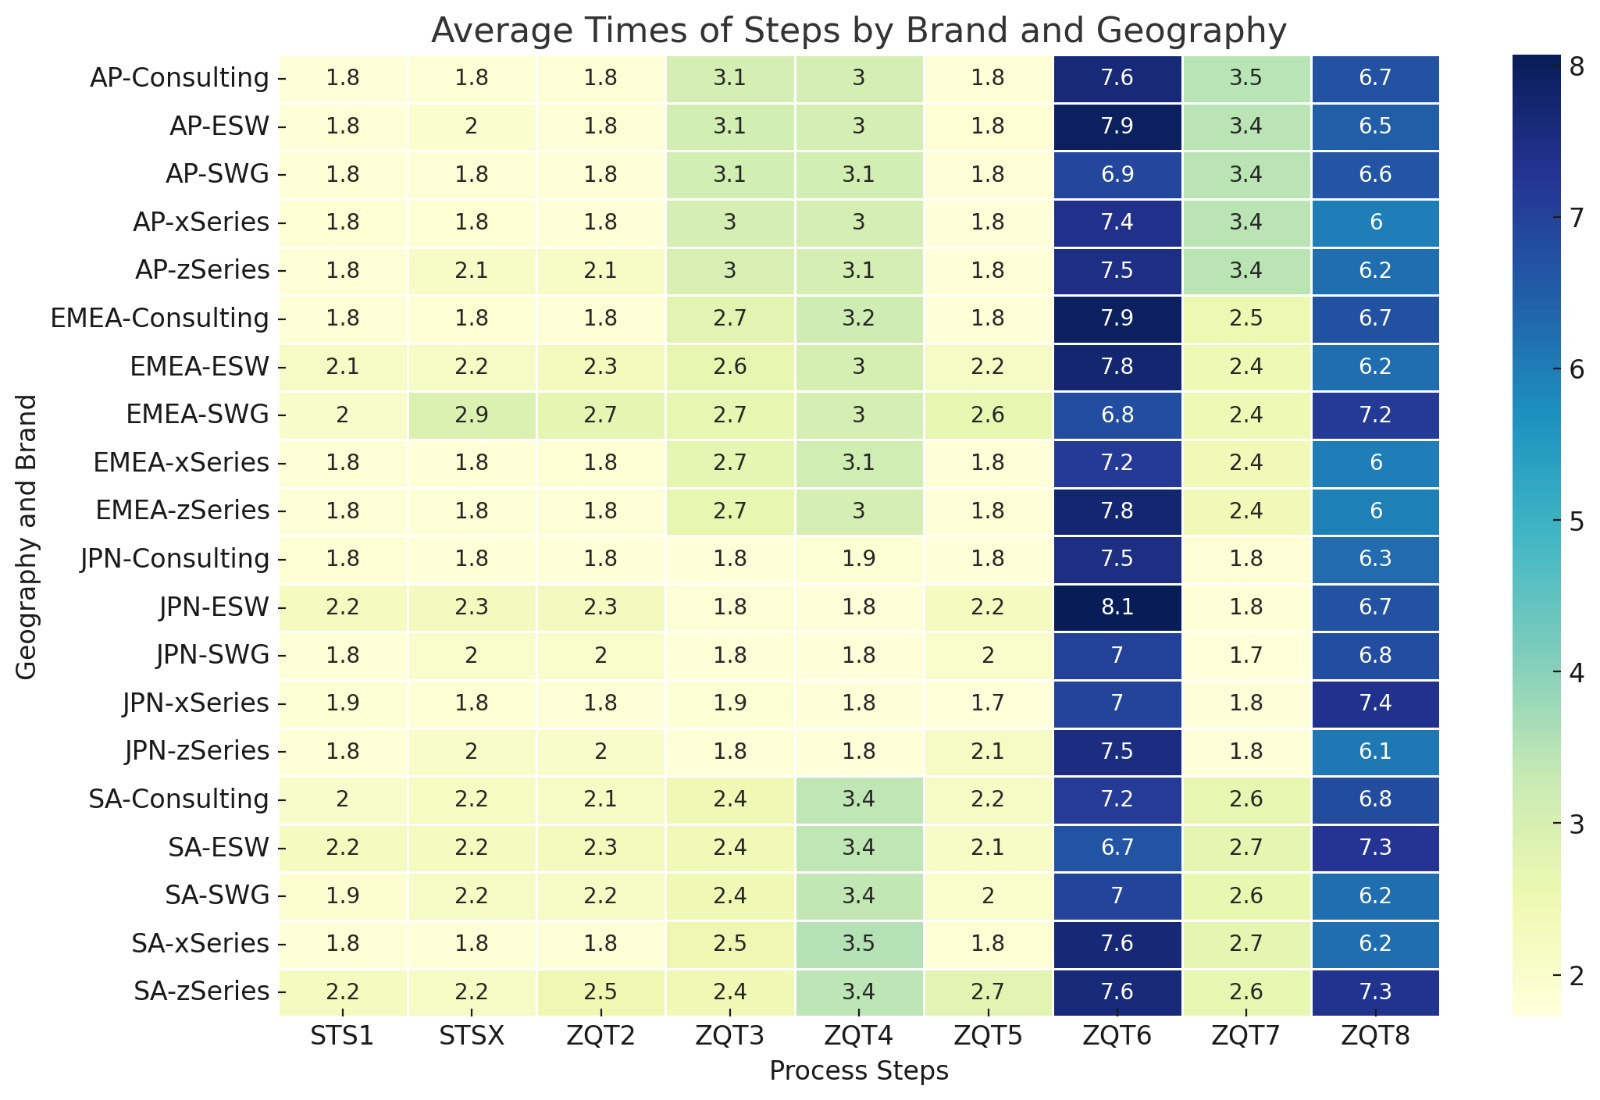 Average Times of Steps by Brand and Geography
AP-Consulting 1.8 1.8 1.8 3.1 3 1.8 7.6 3.5 6.7
AP-ESW 1.8 2 1.8 3.1 3 1.8 7.9 3.4 6.5
AP-SWG 1.8 1.8 1.8 3.1 3.1 1.8 6.9 3.4 6.6
AP-xSeries 1.8 1.8 1.8 3 3 1.8 7.4 3.4 6
AP-zSeries 1.8 2.1 2.1 3 3.1 1.8 7.5 3.4 6.2
EMEA-Consulting 1.8 1.8 1.8 2.7 3.2 1.8 7.9 2.5 6.7
EMEA-ESW 2.1 2.2 2.3 2.6 3 2.2 7.8 2.4 6.2
EMEA-SWG 2 2.9 2.7 2.7 3 2.6 6.8 2.4 7.2
EMEA-xSeries 1.8 1.8 1.8 2.7 3.1 1.8 7.2 2.4 6
EMEA-zSeries 1.8 1.8 1.8 2.7 3 1.8 7.8 2.4 6
JPN-Consulting 1.8 1.8 1.8 1.8 1.9 1.8 7.5 1.8 6.3
JPN-ESW 2.2 2.3 2.3 1.8 1.8 2.2 8.1 1.8 6.7
JPN-SWG 1.8 2 2 1.8 1.8 2 7 1.7 6.8
JPN-xSeries 1.9 1.8 1.8 1.9 1.8 1.7 7 1.8 7.4
JPN-zSeries 1.8 2 2 1.8 1.8 2.1 7.5 1.8 6.1
SA-Consulting 2 2.2 2.1 2.4 3.4 2.2 7.2 2.6 6.8
SA-ESW 2.2 2.2 2.3 2.4 3.4 2.1 6.7 2.7 7.3
SA-SWG 1.9 2.2 2.2 2.4 3.4 2 7 2.6 6.2
SA-xSeries 1.8 1.8 1.8 2.5 3.5 1.8 7.6 2.7 6.2
SA-zSeries 2.2 2.2 2.5 2.4 3.4 2.7 7.6 2.6 7.3
STS1 STSX ZQT2 ZQT3 ZQT4 ZQT5 ZQT6 ZQT7 ZQT8
Process Steps
Geography and Brand
8
7
6
5
4
3
2